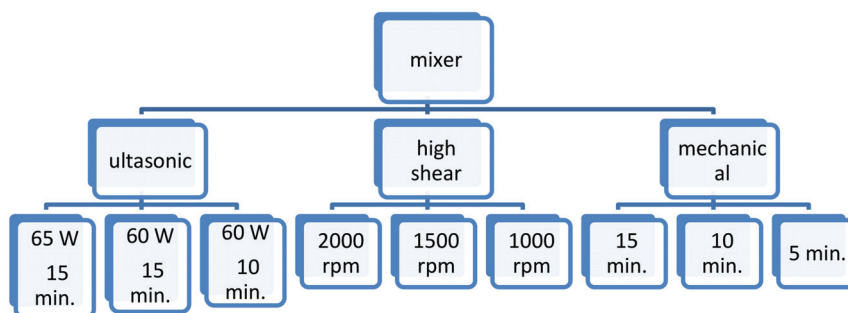 mixer
ultasonic
high
shear
mechanic
al
65 W
15
min.
60 W
15
min.
60 W
10
min.
2000
rpm
1500
rpm
1000
rpm
15
min.
10
min.
5 min.